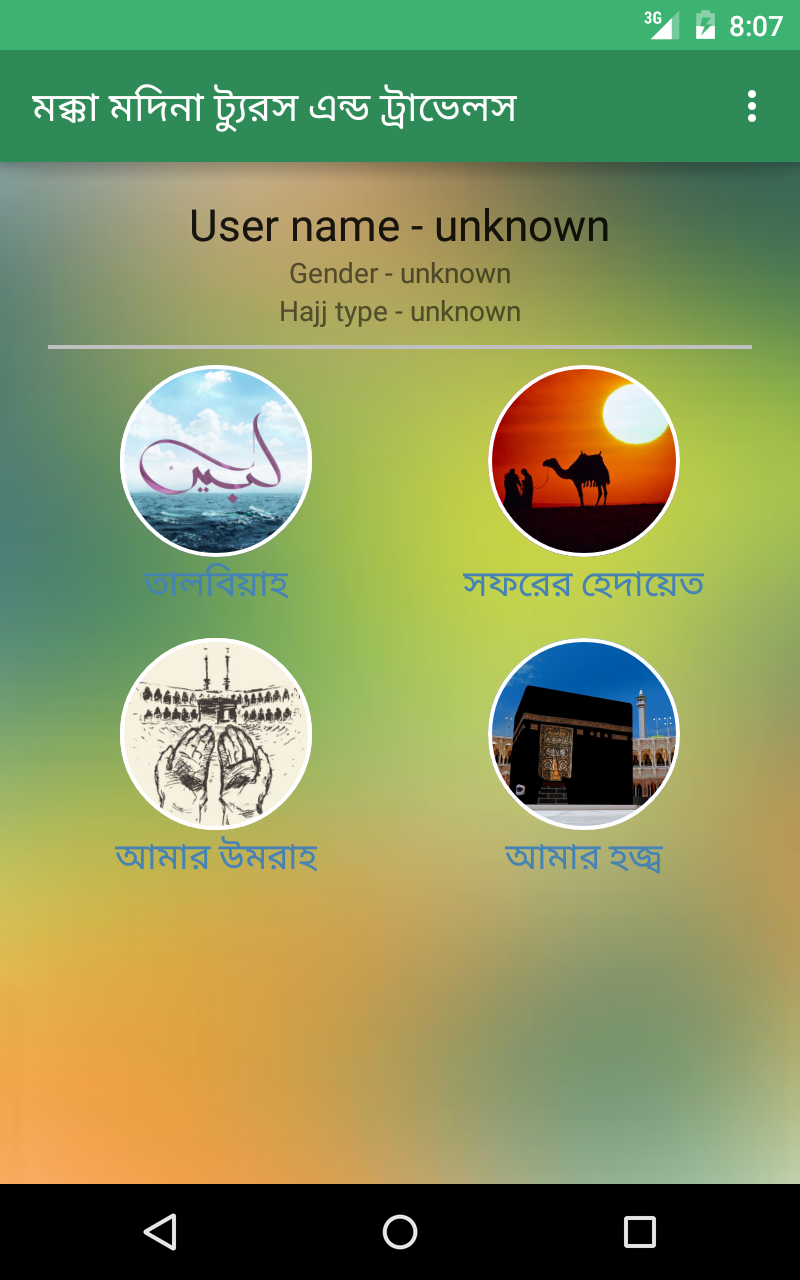 3G 8:07
মক্কা মদিনা ট্যুরস এন্ড ট্রাভেলস
User name - unknown
Gender - unknown
Hajj type - unknown
لبيك
তালবিয়াহ
সফরের হেদায়েত
আমার উমরাহ
আমার হজ্ব